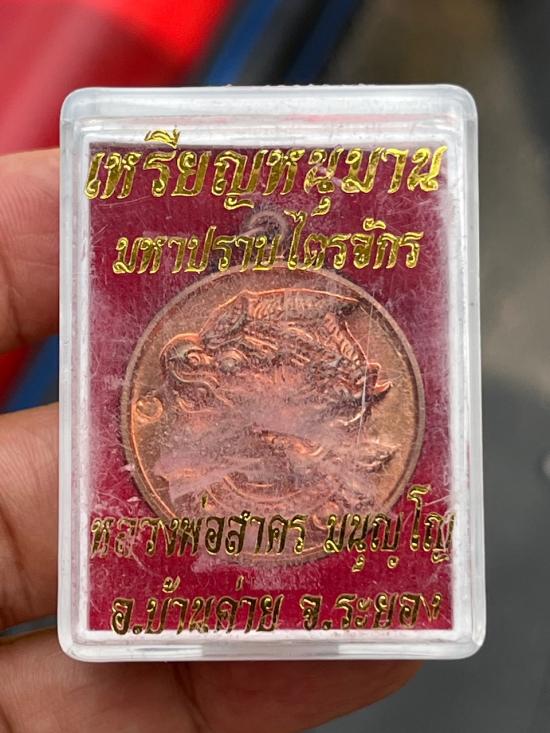 เหรียญหนุมาน
มหาปราบไตรจักร
หลวงพ่อสาคร มนุญฺโญ
อ.บ้านค่าย จ.ระยอง